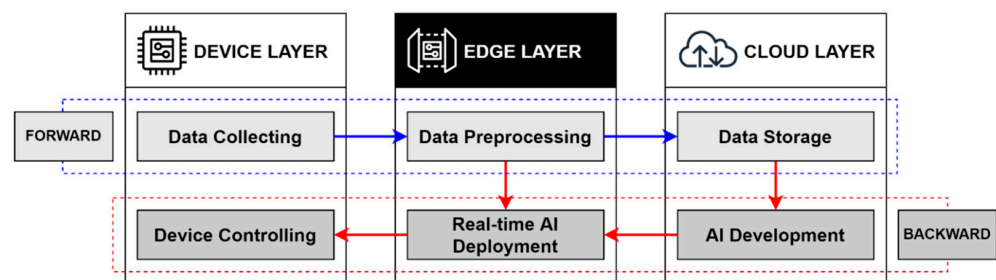 DEVICE LAYER
EDGE LAYER
CLOUD LAYER
FORWARD
Data Collecting
Data Preprocessing
Data Storage
Device Controlling
Real-time AI
Deployment
AI Development
BACKWARD